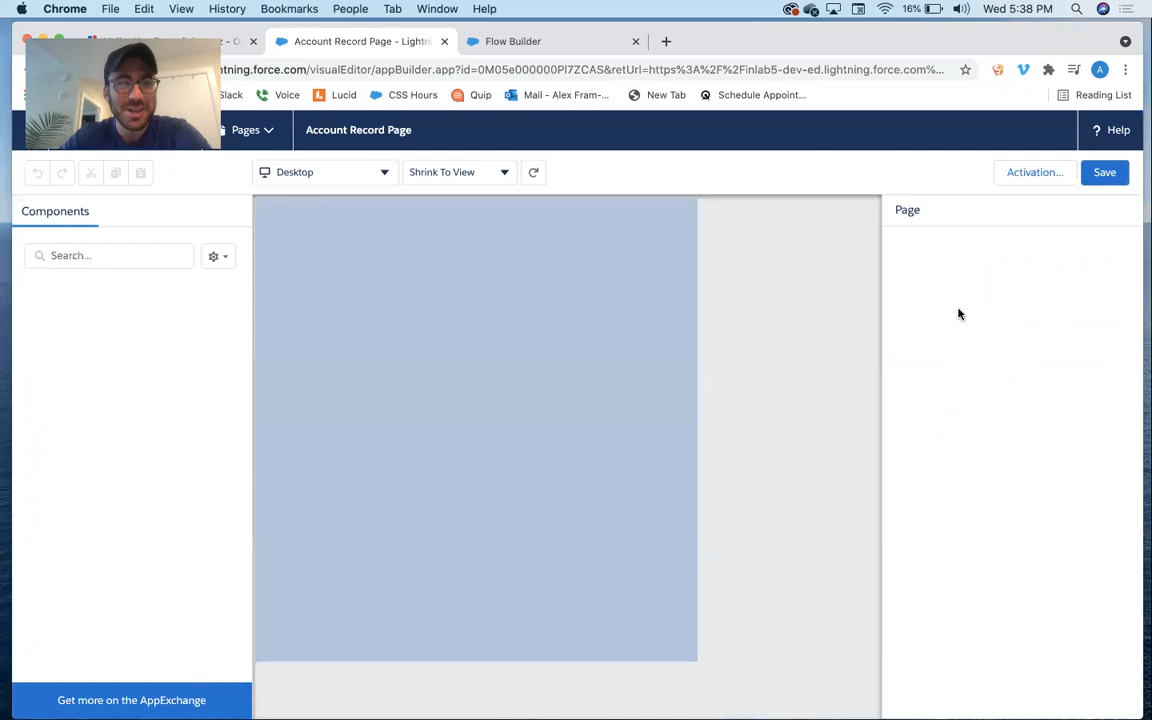 Chrome File Edit View History Bookmarks People Tab Window Help 16% Wed 5:38 PM
Account Record Page - Lightni Flow Builder
htning.force.com/visualEditor/appBuilder.app?id=0M05e000000PI7ZCAS&retUrl=https%3A%2F%2Finlab5-dev-ed.lightning.force.com%...
Slack Voice Lucid CSS Hours Quip Mail - Alex Fram-... New Tab Schedule Appoint... Reading List
Pages Account Record Page ? Help
Desktop Shrink To View Activation... Save
Components Page
Search...
Get more on the AppExchange